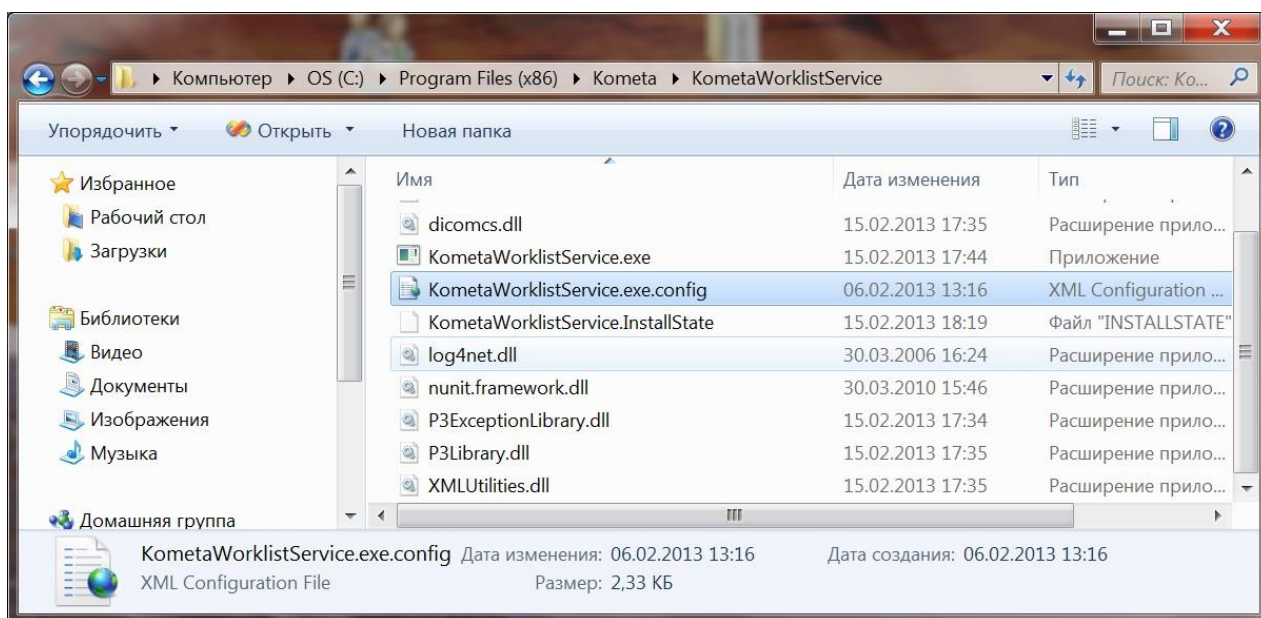 Компьютер ▸ OS (C:) ▸ Program Files (x86) ▸ Kometa ▸ KometaWorklistService
Поиск: Ко...
Упорядочить Открыть Новая папка
Избранное
Рабочий стол
Загрузки
Библиотеки
Видео
Документы
Изображения
Музыка
Домашняя группа
Имя Дата изменения Тип
dicomcs.dll 15.02.2013 17:35 Расширение прило...
KometaWorklistService.exe 15.02.2013 17:44 Приложение
KometaWorklistService.exe.config 06.02.2013 13:16 XML Configuration ...
KometaWorklistService.InstallState 15.02.2013 18:19 Файл "INSTALLSTATE"
log4net.dll 30.03.2006 16:24 Расширение прило...
nunit.framework.dll 30.03.2010 15:46 Расширение прило...
P3ExceptionLibrary.dll 15.02.2013 17:34 Расширение прило...
P3Library.dll 15.02.2013 17:35 Расширение прило...
XMLUtilities.dll 15.02.2013 17:35 Расширение прило...
KometaWorklistService.exe.config Дата изменения: 06.02.2013 13:16 Дата создания: 06.02.2013 13:16
XML Configuration File Размер: 2,33 КБ